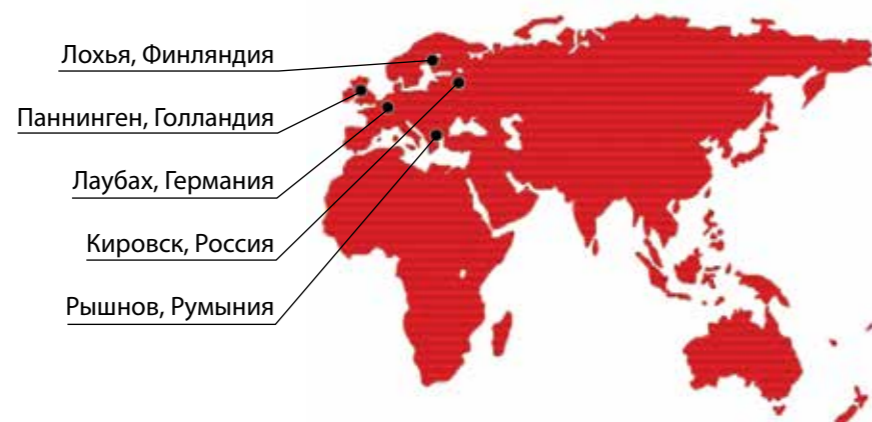 Лохья, Финляндия
Паннинген, Голландия
Лаубах, Германия
Кировск, Россия
Рышнов, Румыния